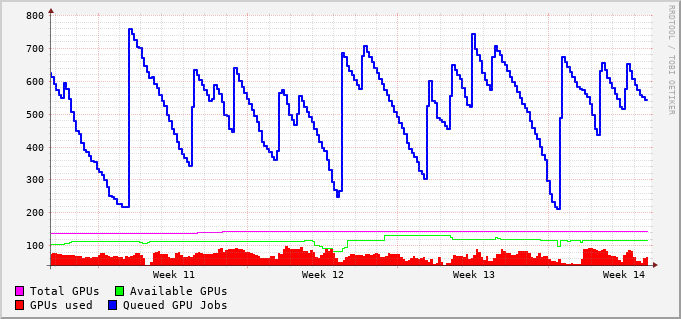 800
700
600
500
400
300
200
100
Week 11 Week 12 Week 13 Week 14
Total GPUs Available GPUs
GPUs used Queued GPU Jobs
RRDTOOL / TOBI OETIKER